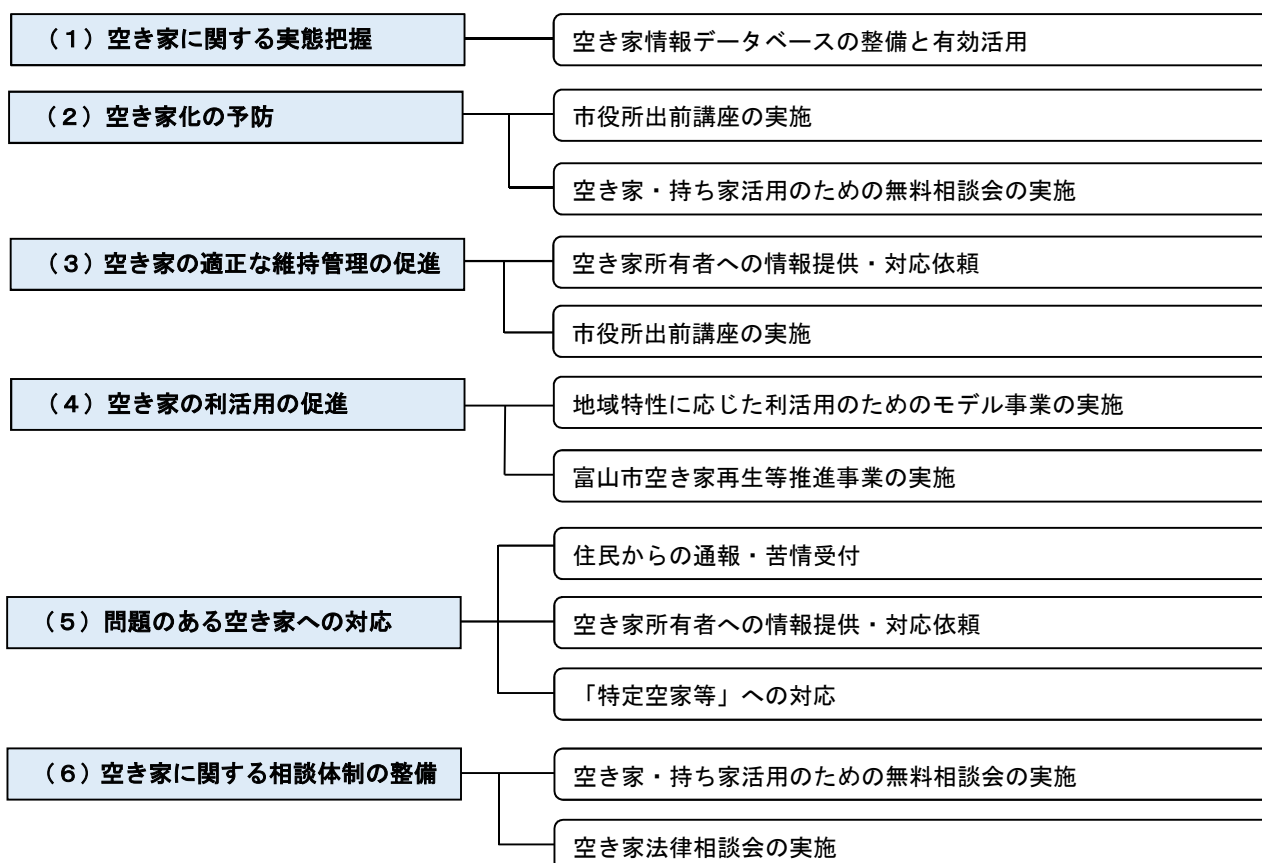 （１）空き家に関する実態把握
空き家情報データベースの整備と有効活用
（２）空き家化の予防
市役所出前講座の実施
空き家・持ち家活用のための無料相談会の実施
（３）空き家の適正な維持管理の促進
空き家所有者への情報提供・対応依頼
市役所出前講座の実施
（４）空き家の利活用の促進
地域特性に応じた利活用のためのモデル事業の実施
富山市空き家再生等推進事業の実施
住民からの通報・苦情受付
（５）問題のある空き家への対応
空き家所有者への情報提供・対応依頼
「特定空家等」への対応
（６）空き家に関する相談体制の整備
空き家・持ち家活用のための無料相談会の実施
空き家法律相談会の実施